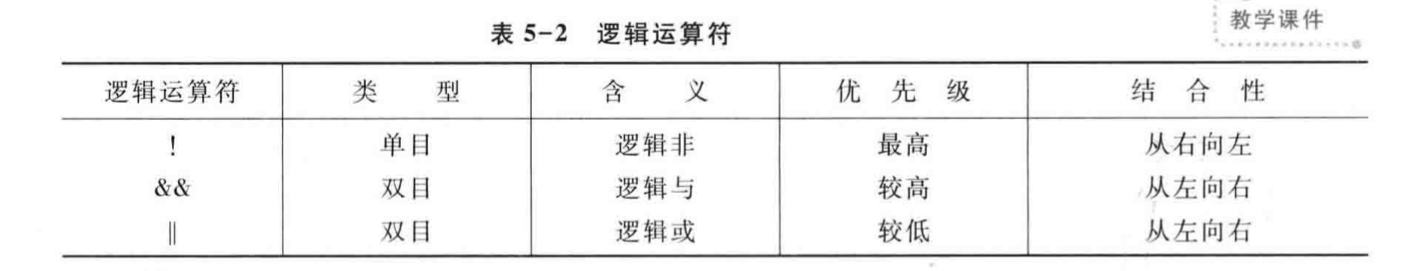 教学课件
表 5-2 逻辑运算符
逻辑运算符 类 型 含 义 优 先 级 结 合 性
! 单目 逻辑非 最高 从右向左
&& 双目 逻辑与 较高 从左向右
|| 双目 逻辑或 较低 从左向右